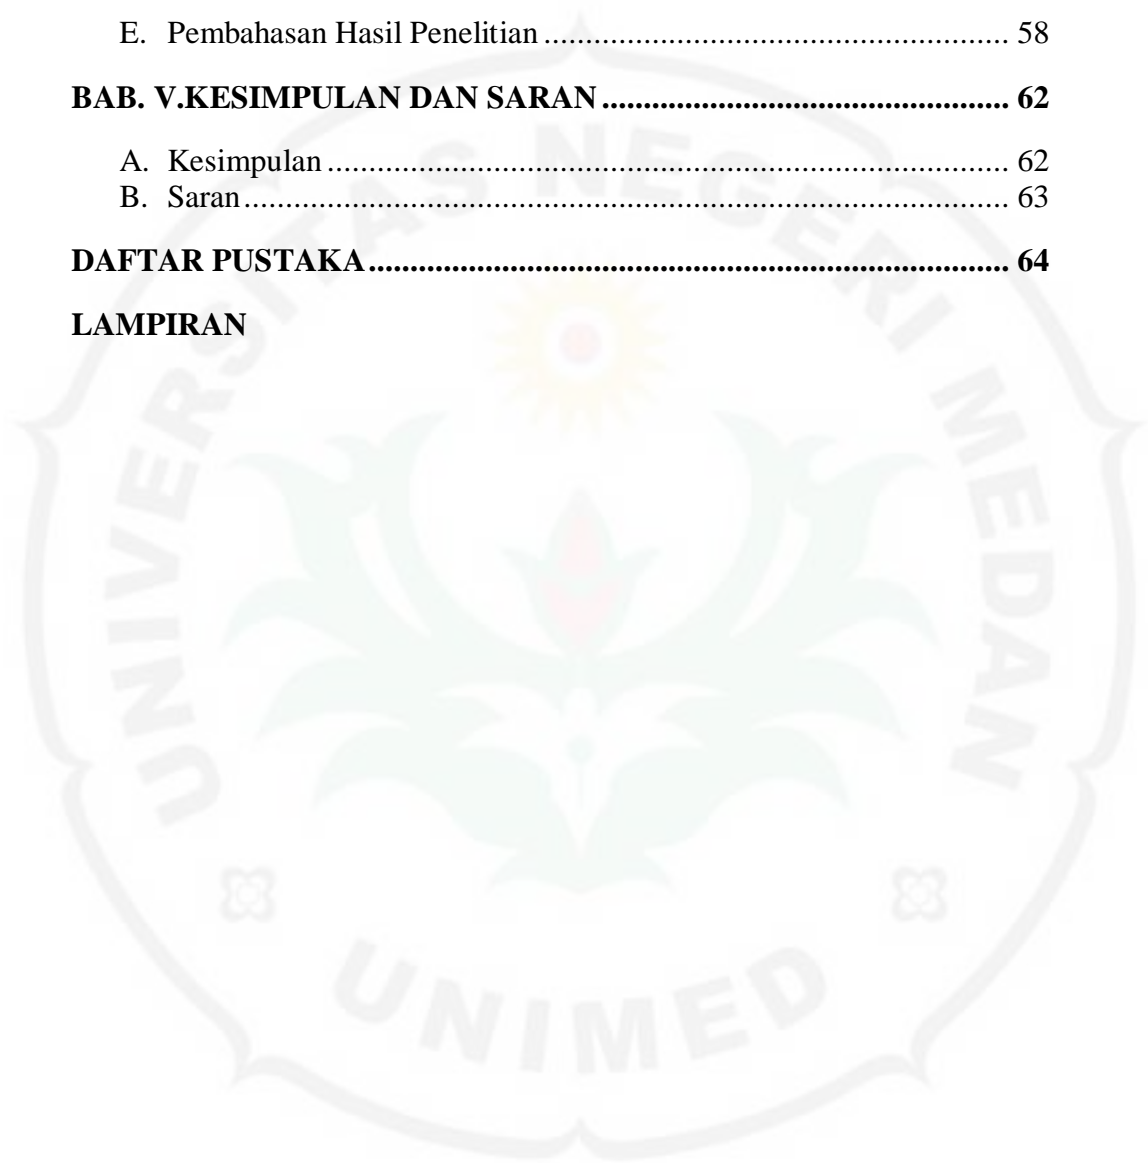 E. Pembahasan Hasil Penelitian ........................................................ 58
BAB. V.KESIMPULAN DAN SARAN ................................................. 62
A. Kesimpulan .................................................................................. 62
B. Saran ............................................................................................ 63
DAFTAR PUSTAKA ............................................................................. 64
LAMPIRAN
UNIVERSITAS NEGERI MEDAN
UNIMED